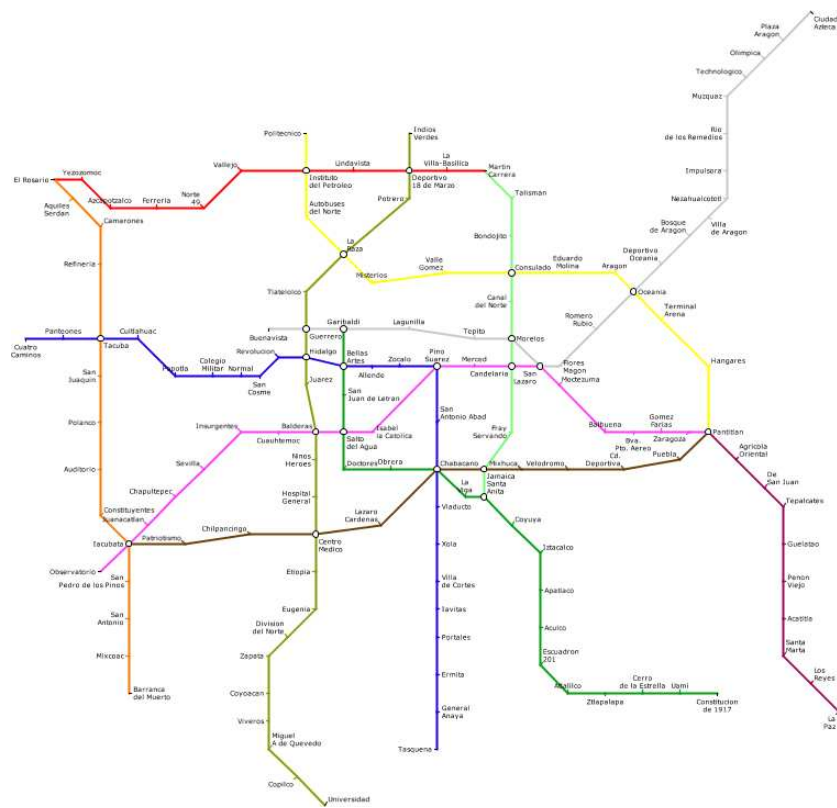 Ciudad
Azteca
Plaza
Aragon
Olimpica
Technologico
Muzquez
Rio
de los Remedios
Impulsora
Nezahualcototl
Villa
de Aragon
Bosque
de Aragon
Deportivo
Oceania
Oceania
Romero
Rubio
Flores
Magon
Politecnico
Indios
Verdes
Vallejo
Lindavista
La
Villa-Basilica
Martin
Carrera
Instituto
del Petroleo
Deportivo
18 de Marzo
El Rosario
Yezozomoc
Azcapotzalco
Ferreria
Norte
49
Aquiles
Serdan
Camarones
Autobuses
del Norte
Potrero
Talisman
Bondojito
La
Raza
Refineria
Misterios
Valle
Gomez
Consulado
Eduardo
Molina
Aragon
Terminal
Arena
Hangares
Tlatelolco
Canal
del Norte
Buenavista
Guerrero
Garibaldi
Lagunilla
Tepito
Morelos
Cuatro
Caminos
Panteones
Tacuba
Cuitlahuac
Popotla
Colegio
Militar
Normal
San
Cosme
Revolucion
Hidalgo
Bellas
Artes
Allende
Zocalo
Pino
Suarez
Merced
Candelaria
San
Lazaro
Moctezuma
San
Juaquin
Juarez
San
Juan de Letran
Polanco
Insurgentes
Cuauhtemoc
Balderas
Salto
del Agua
Isabel
la Catolica
San
Antonio Abad
Fray
Servando
Balbuena
Bva.
Pto. Aereo
Gomez
Farias
Zaragoza
Pantitlan
Auditorio
Sevilla
Ninos
Heroes
Doctores
Obrera
Chabacano
Mixhuca
Velodromo
Cd.
Deportiva
Puebla
Agricola
Oriental
De
San Juan
Jamaica
Santa
Anita
La
Viga
Chapultepec
Hospital
General
Constituyentes
Juanacatlan
Patriotismo
Chilpancingo
Lazaro
Cardenas
Centro
Medico
Viaducto
Coyuya
Tepalcates
Tacubata
Observatorio
San
Pedro de los Pinos
Etiopia
Xola
Iztacalco
Guelatao
Villa
de Cortes
Apatlaco
Penon
Viejo
San
Antonio
Eugenia
Division
del Norte
Portales
Aculco
Acatitla
Mixcoac
Zapata
Ermita
Escuadron
201
Santa
Marta
Barranca
del Muerto
Coyoacan
General
Anaya
Atlalilco
Ztlapalapa
Cerro
de la Estrella
Uami
Constitucion
de 1917
Los
Reyes
La
Paz
Viveros
Miguel
A de Quevedo
Tasquena
Copilco
Universidad